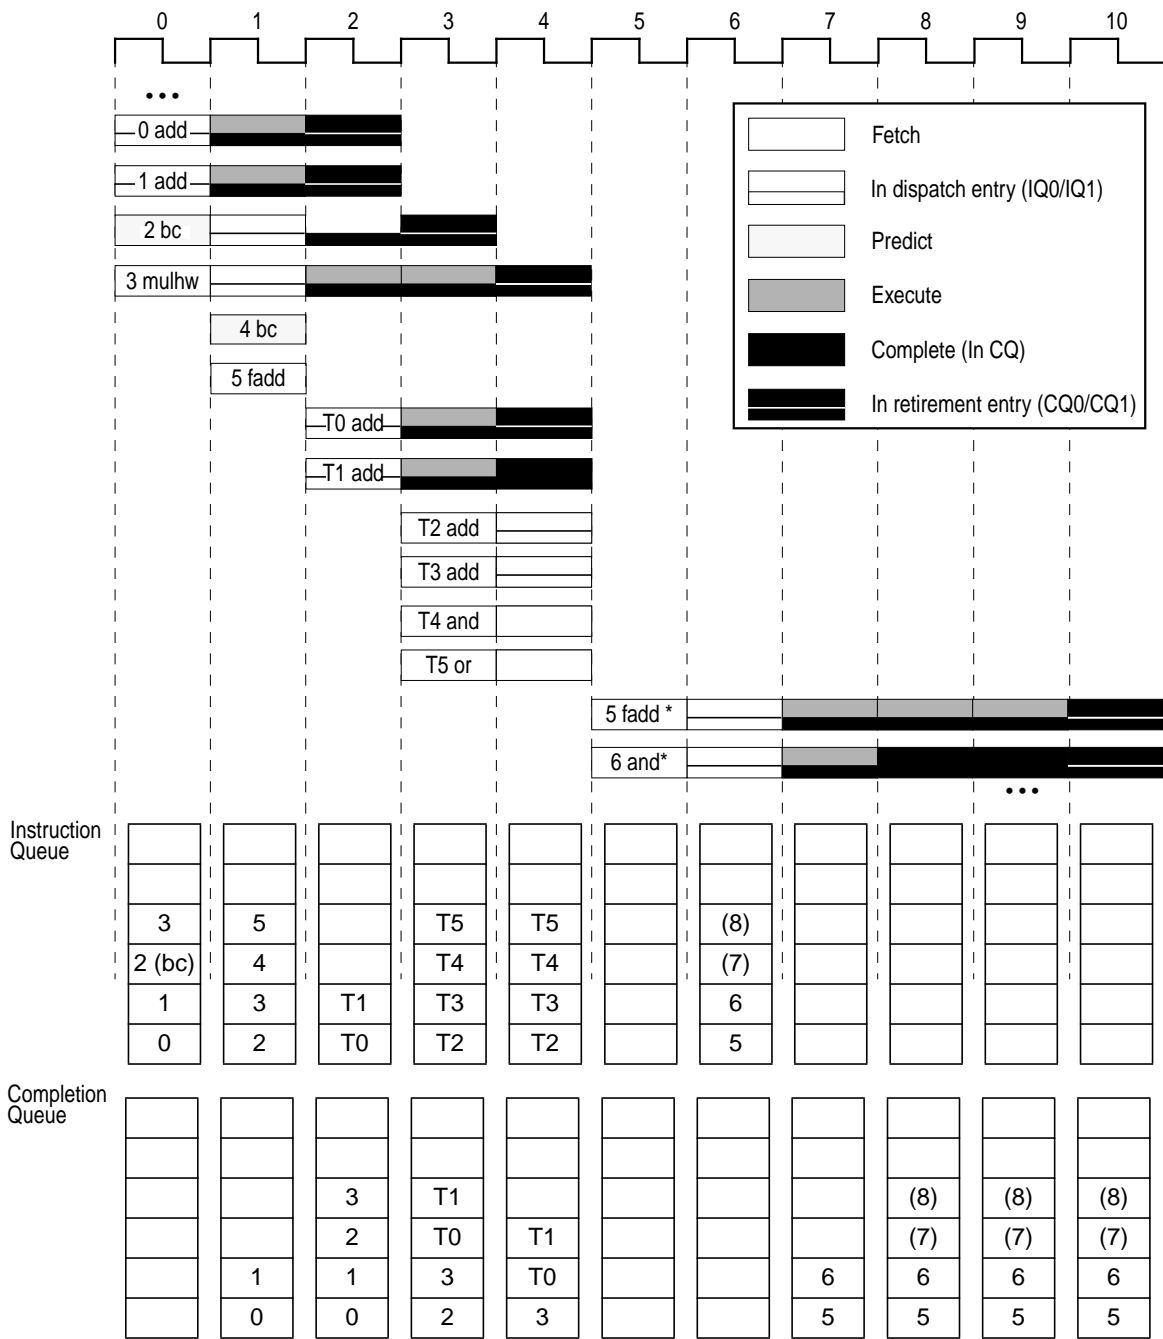 0 1 2 3 4 5 6 7 8 9 10
•••
0 add
1 add
2 bc
3 mulhw
4 bc
5 fadd
T0 add
T1 add
T2 add
T3 add
T4 and
T5 or
5 fadd *
6 and*
•••
Fetch
In dispatch entry (IQ0/IQ1)
Predict
Execute
Complete (In CQ)
In retirement entry (CQ0/CQ1)
Instruction
Queue
3 5 T5 T5 (8)
2 (bc) 4 T4 T4 (7)
1 3 T1 T3 T3 6
0 2 T0 T2 T2 5
Completion
Queue
3 T1 (8) (8) (8)
2 T0 T1 (7) (7) (7)
1 1 3 T0 6 6 6 6
0 0 2 3 5 5 5 5